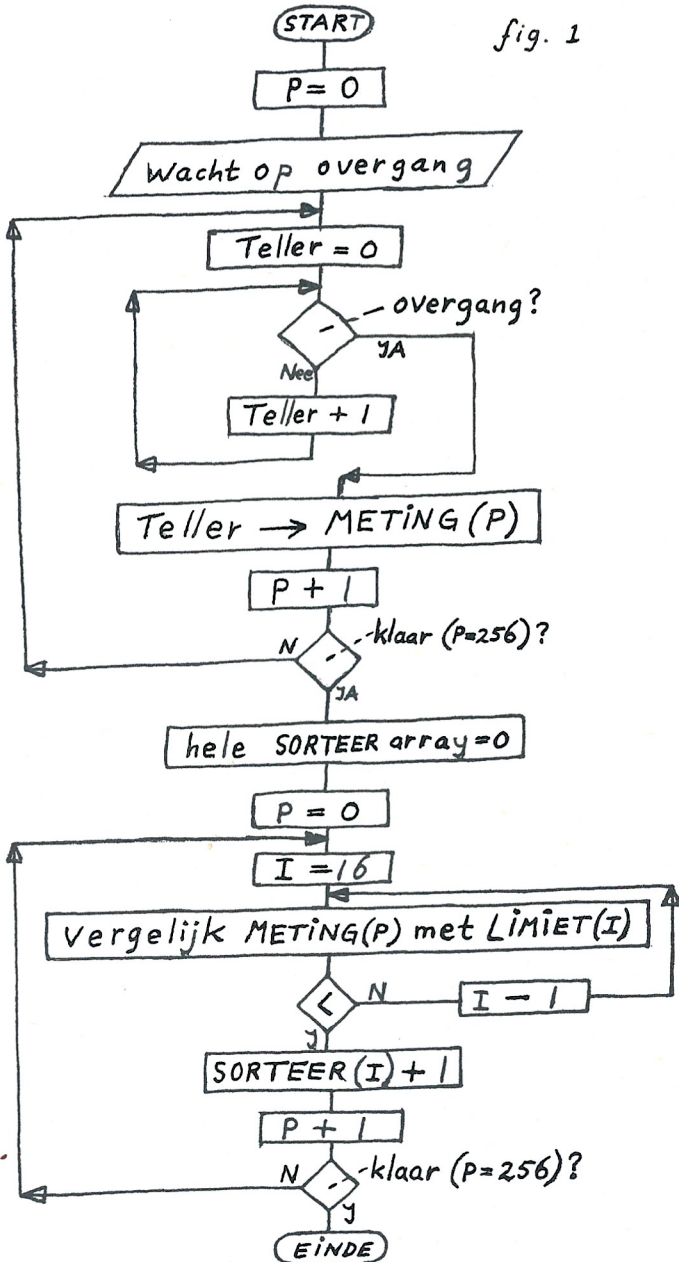 START
fig. 1
P = 0
Wacht op overgang
Teller = 0
overgang?
JA
Nee
Teller + 1
Teller → METiNG (P)
P + 1
klaar (P=256)?
N
JA
hele SORTEER array=0
P = 0
I = 16
Vergelijk METiNG(P) met LiMiET(I)
< N I - 1
J
SORTEER(I) + 1
P + 1
N klaar (P=256)?
J
EiNDE